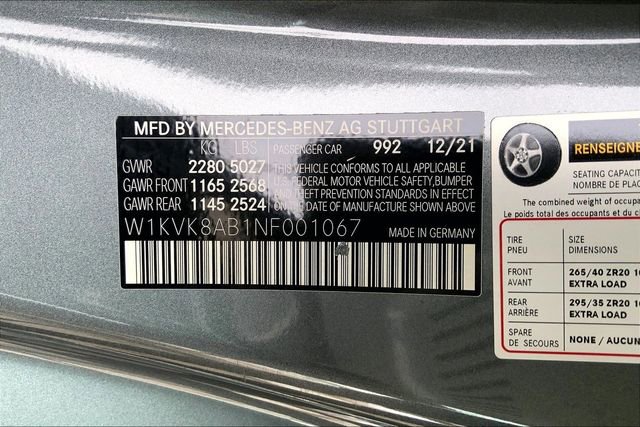 MFD BY MERCEDES-BENZ AG STUTTGART
KG LBS PASSENGER CAR 992 12/21
GWR 2280 5027
GAWR FRONT 1165 2568
GAWR REAR 1145 2524
THIS VEHICLE CONFORMS TO ALL APPLICABLE
U.S. FEDERAL MOTOR VEHICLE SAFETY, BUMPER
AND THEFT PREVENTION STANDARDS IN EFFECT
ON THE DATE OF MANUFACTURE SHOWN ABOVE.
W1KVK8AB1NF001067 MADE IN GERMANY
SEATING CAPACIT
NOMBRE DE PLAC
The combined weight of occup
Le poids total des occupants et du
TIRE SIZE
PNEU DIMENSIONS
FRONT 265/40 ZR20
AVANT EXTRA LOAD
REAR 295/35 ZR20
ARRIÈRE EXTRA LOAD
SPARE
DE SECOURS NONE / AUCUN